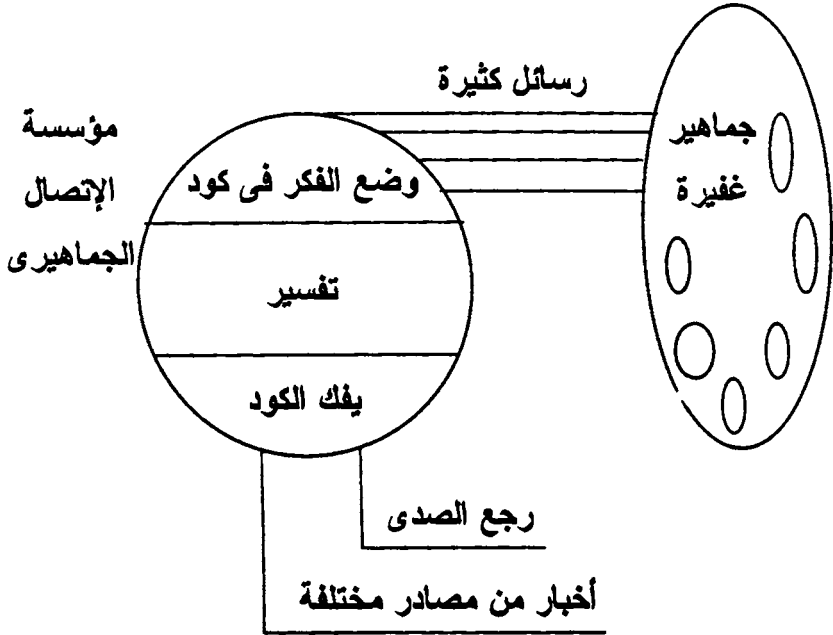 رسائل كثيرة
مؤسسة
الإتصال
الجماهيرى
وضع الفكر فى كود
تفسير
يفك الكود
جماهير
غفيرة
رجع الصدى
أخبار من مصادر مختلفة